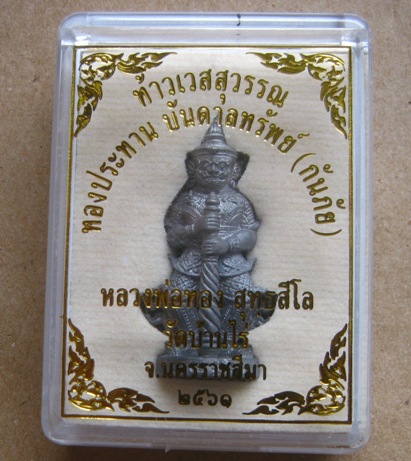 ท้าวเวสสุวรรณ
ทองประทาน บันดาลทรัพย์ (กันภัย)
หลวงพ่อทอง สุทธสีโล
วัดบ้านไร่
จ.นครราชสีมา
๒๕๖๑